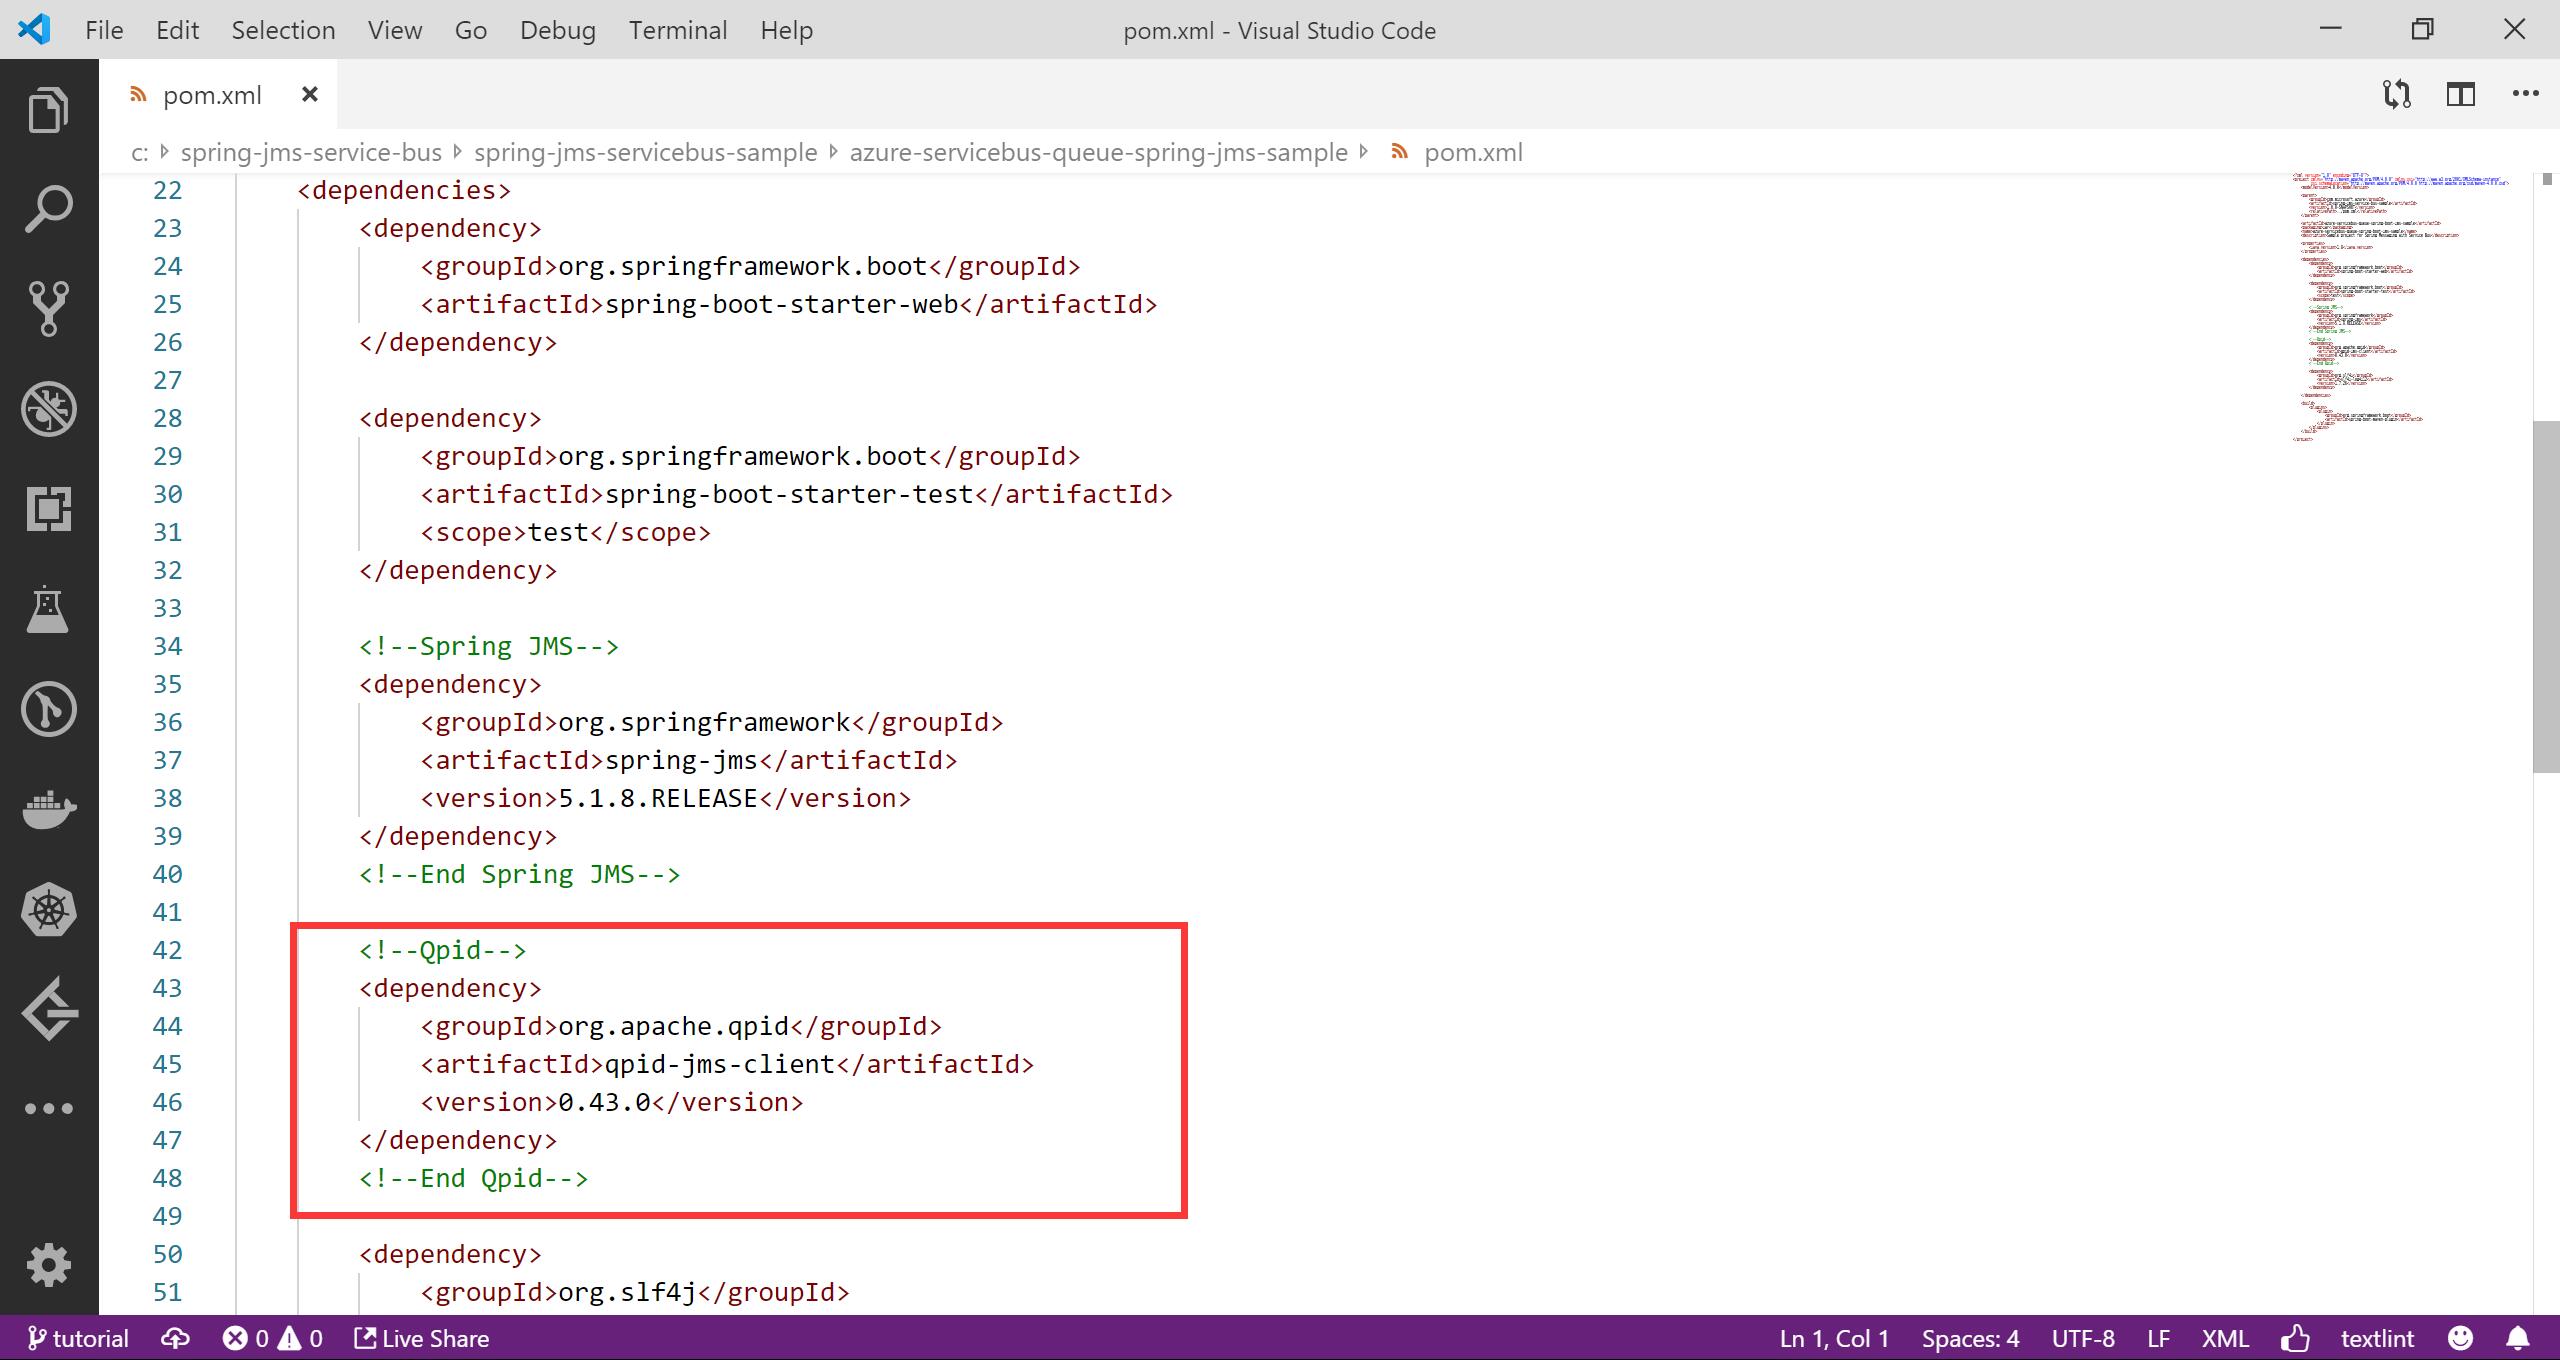 File Edit Selection View Go Debug Terminal Help pom.xml - Visual Studio Code
pom.xml
c: spring-jms-service-bus spring-jms-servicebus-sample azure-servicebus-queue-spring-jms-sample pom.xml
22 <dependencies>
23 <dependency>
24 <groupId>org.springframework.boot</groupId>
25 <artifactId>spring-boot-starter-web</artifactId>
26 </dependency>
27
28 <dependency>
29 <groupId>org.springframework.boot</groupId>
30 <artifactId>spring-boot-starter-test</artifactId>
31 <scope>test</scope>
32 </dependency>
33
34 <!--Spring JMS-->
35 <dependency>
36 <groupId>org.springframework</groupId>
37 <artifactId>spring-jms</artifactId>
38 <version>5.1.8.RELEASE</version>
39 </dependency>
40 <!--End Spring JMS-->
41
42 <!--Qpid-->
43 <dependency>
44 <groupId>org.apache.qpid</groupId>
45 <artifactId>qpid-jms-client</artifactId>
46 <version>0.43.0</version>
47 </dependency>
48 <!--End Qpid-->
49
50 <dependency>
51 <groupId>org.slf4j</groupId>
tutorial 0 0 Live Share Ln 1, Col 1 Spaces: 4 UTF-8 LF XML textlint